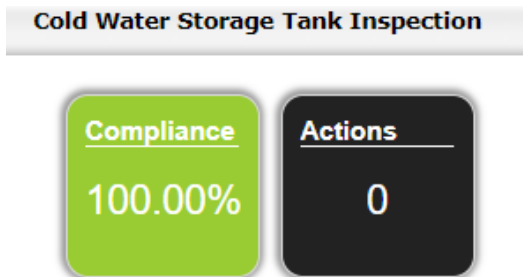 Cold Water Storage Tank Inspection
Compliance
100.00%
Actions
0